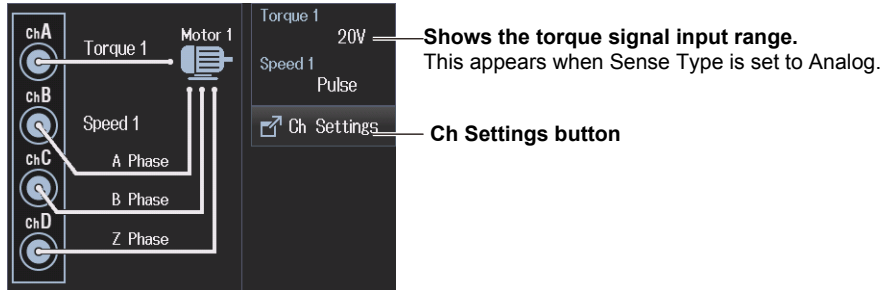 chA
Torque 1
Motor 1
chB
Speed 1
chC
A Phase
B Phase
chD
Z Phase
Torque 1
20V
Speed 1
Pulse
Ch Settings
Shows the torque signal input range.
This appears when Sense Type is set to Analog.
Ch Settings button